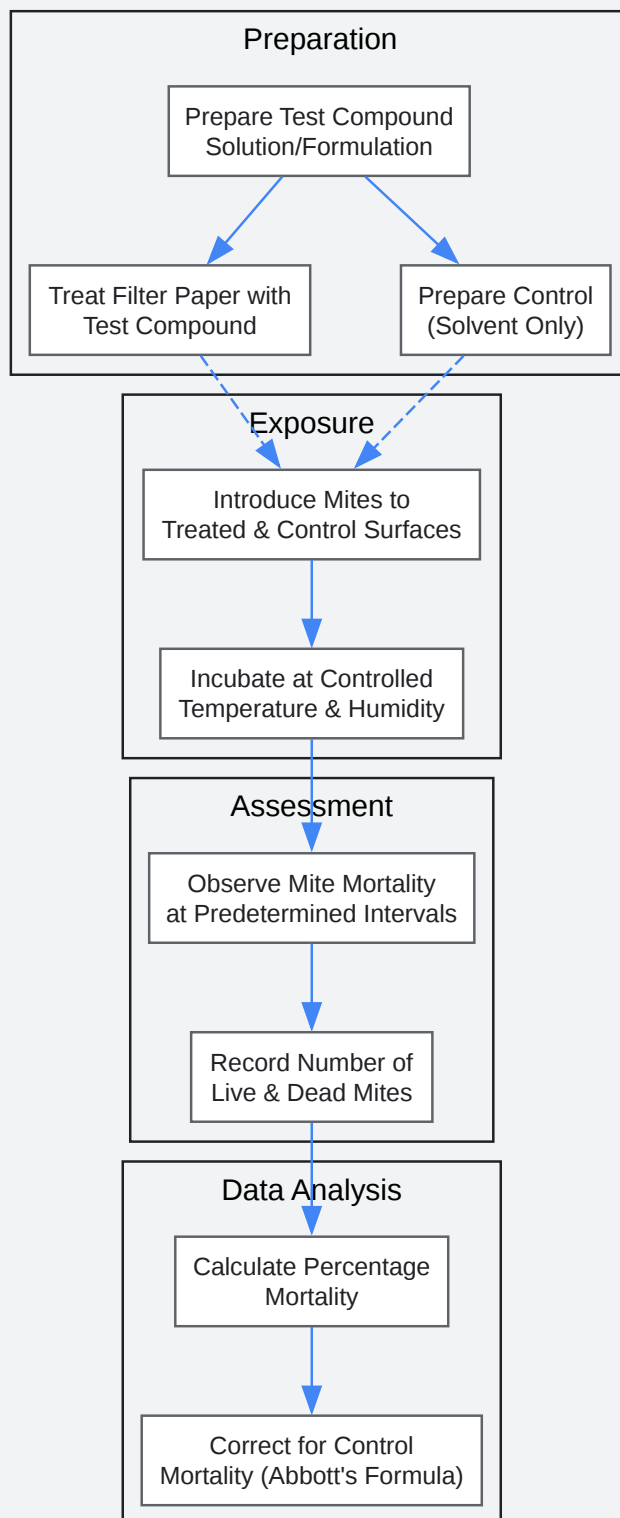 Preparation
Prepare Test Compound
Solution/Formulation
Treat Filter Paper with
Test Compound
Prepare Control
(Solvent Only)
Exposure
Introduce Mites to
Treated & Control Surfaces
Incubate at Controlled
Temperature & Humidity
Assessment
Observe Mite Mortality
at Predetermined Intervals
Record Number of
Live & Dead Mites
Data Analysis
Calculate Percentage
Mortality
Correct for Control
Mortality (Abbott's Formula)